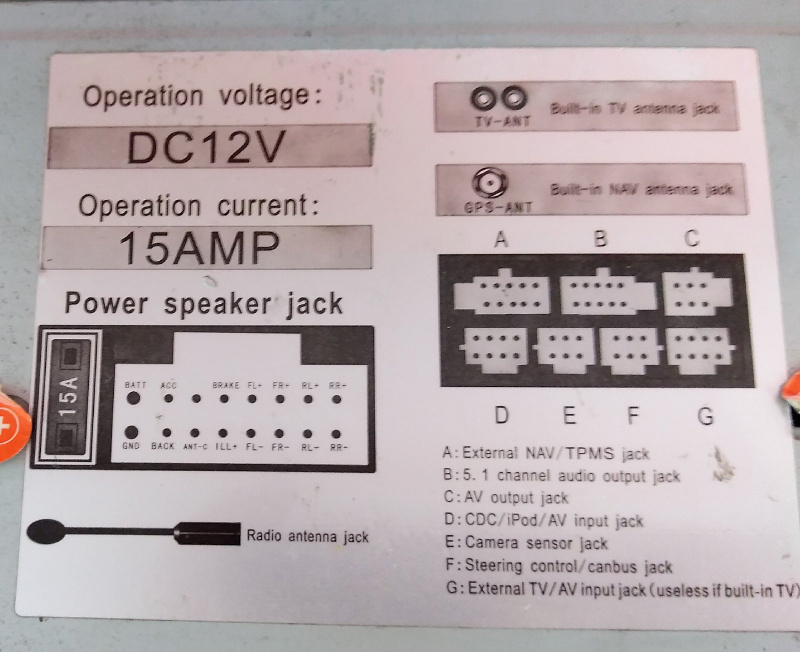 Operation voltage:
DC12V
Operation current:
15AMP
Power speaker jack
15A
BATT ACC BRAKE FL+ FR+ RL+ RR+
GND BACK ANT-C ILL+ FL- FR- RL- RR-
Radio antenna jack
TV-ANT Built-in TV antenna jack
GPS-ANT Built-in NAV antenna jack
A B C
D E F G
A:External NAV/TPMS jack
B:5.1 channel audio output jack
C:AV output jack
D:CDC/iPod/AV input jack
E:Camera sensor jack
F:Steering control/canbus jack
G:External TV/AV input jack(useless if built-in TV)